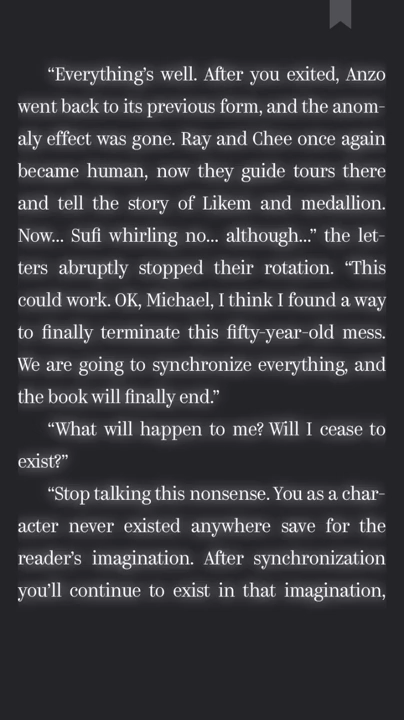 “Everything’s well. After you exited, Anzo
went back to its previous form, and the anom-
aly effect was gone. Ray and Chee once again
became human, now they guide tours there
and tell the story of Likem and medallion.
Now... Sufi whirling no... although...” the let-
ters abruptly stopped their rotation. “This
could work. OK, Michael, I think I found a way
to finally terminate this fifty-year-old mess.
We are going to synchronize everything, and
the book will finally end.”
“What will happen to me? Will I cease to
exist?”
“Stop talking this nonsense. You as a char-
acter never existed anywhere save for the
reader’s imagination. After synchronization
you’ll continue to exist in that imagination,